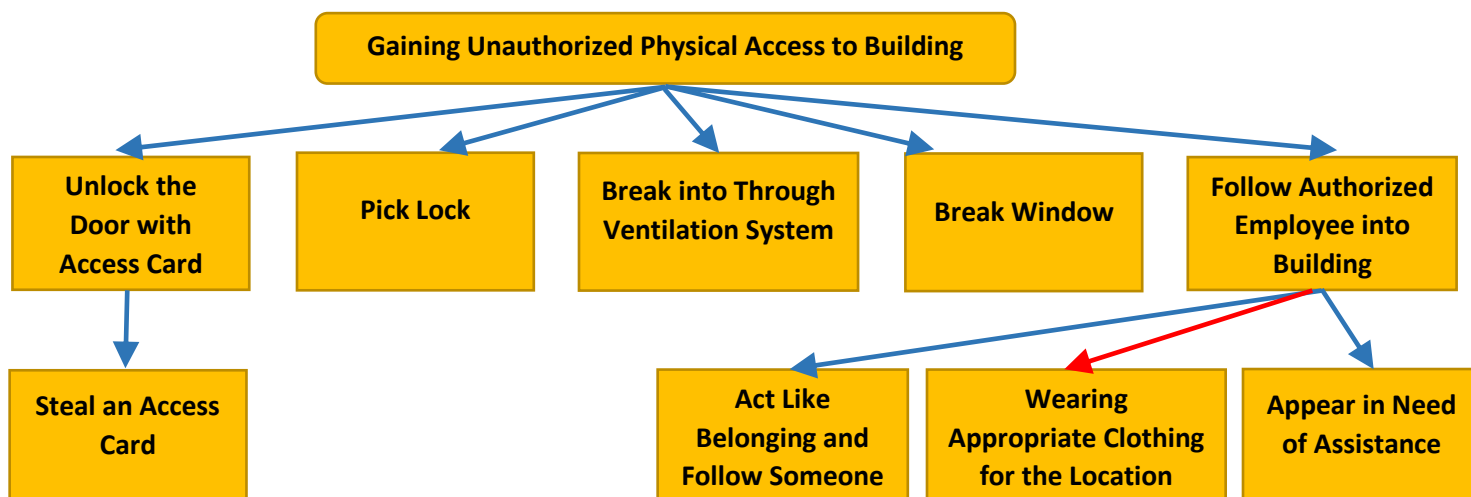 Gaining Unauthorized Physical Access to Building
Unlock the
Door with
Access Card
Pick Lock
Break into Through
Ventilation System
Break Window
Follow Authorized
Employee into
Building
Steal an Access
Card
Act Like
Belonging and
Follow Someone
Wearing
Appropriate Clothing
for the Location
Appear in Need
of Assistance